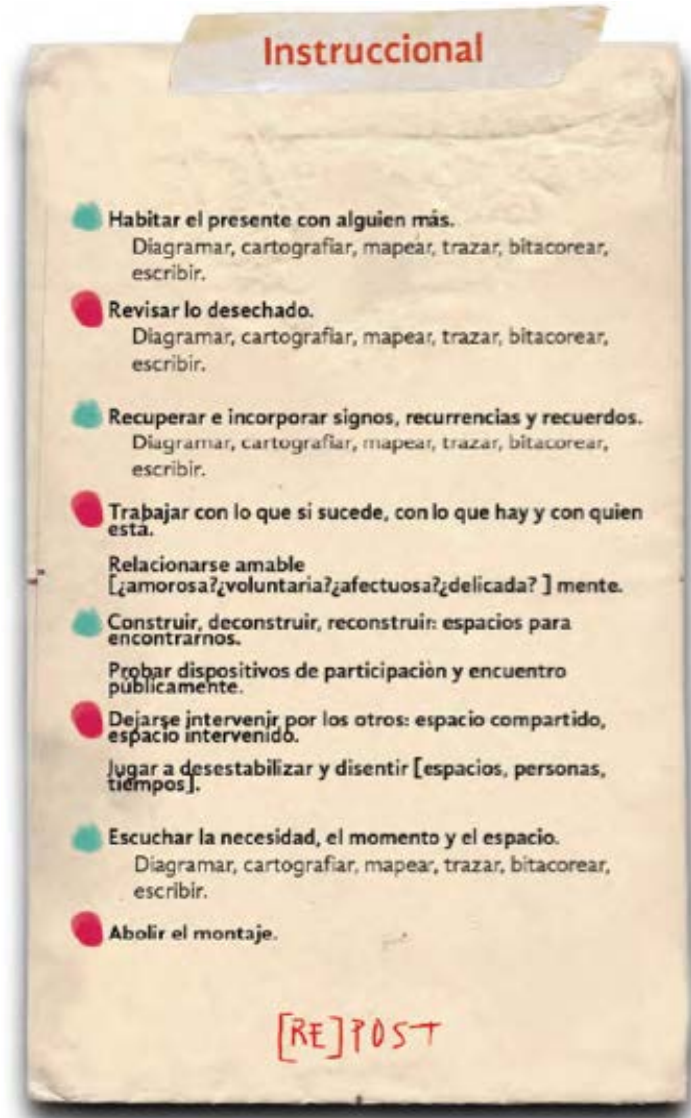 Instruccional
Habitar el presente con alguien más.
Diagramar, cartografiar, mapear, trazar, bitacorear,
escribir.
Revisar lo desechado.
Diagramar, cartografiar, mapear, trazar, bitacorear,
escribir.
Recuperar e incorporar signos, recurrencias y recuerdos.
Diagramar, cartografiar, mapear, trazar, bitacorear,
escribir.
Trabajar con lo que si sucede, con lo que hay y con quien
esta.
Relacionarse amable
[¿amorosa?¿voluntaria?¿afectuosa?¿delicada? ] mente.
Construir, deconstruir, reconstruir: espacios para
encontrarnos.
Probar dispositivos de participación y encuentro
públicamente.
Dejarse intervenir por los otros: espacio compartido,
espacio intervenido.
Jugar a desestabilizar y disentir [espacios, personas,
tiempos].
Escuchar la necesidad, el momento y el espacio.
Diagramar, cartografiar, mapear, trazar, bitacorear,
escribir.
Abolir el montaje.
[RE]POST